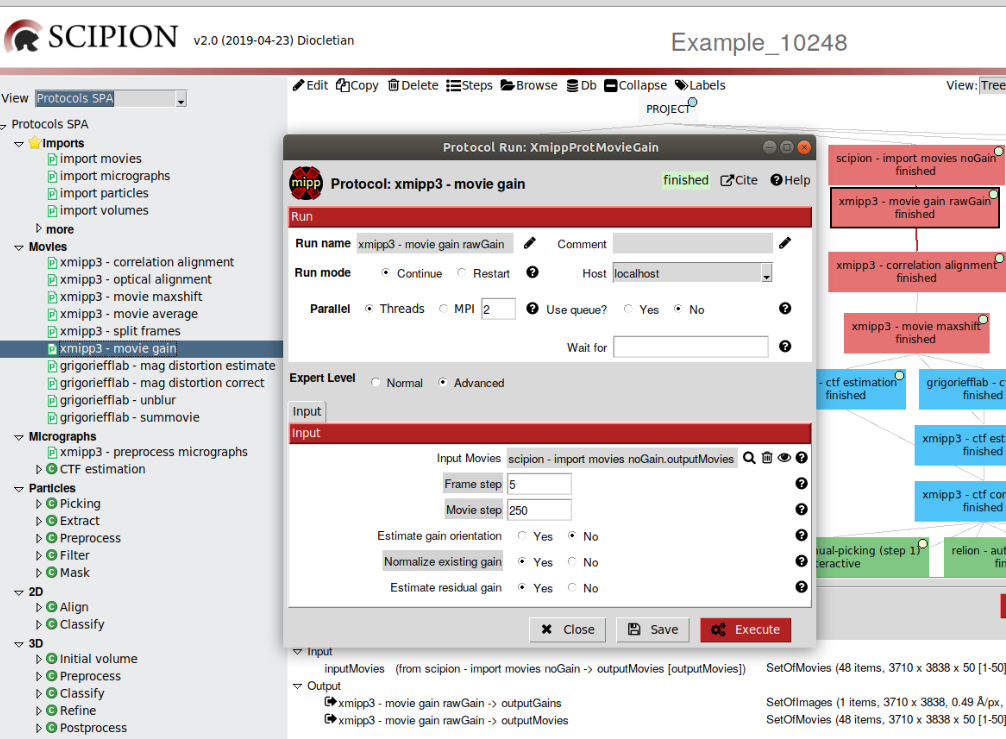 SCIPION v2.0 (2019-04-23) Diocletian
Example_10248
View Protocols SPA
Edit Copy Delete Steps Browse Db Collapse Labels
View: Tree
Protocols SPA
Imports
import movies
import micrographs
import particles
import volumes
more
Movies
xmipp3 - correlation alignment
xmipp3 - optical alignment
xmipp3 - movie maxshift
xmipp3 - movie average
xmipp3 - split frames
xmipp3 - movie gain
grigoriefflab - mag distortion estimate
grigoriefflab - mag distortion correct
grigoriefflab - unblur
grigoriefflab - summovie
Micrographs
xmipp3 - preprocess micrographs
CTF estimation
Particles
Picking
Extract
Preprocess
Filter
Mask
2D
Align
Classify
3D
Initial volume
Preprocess
Classify
Refine
Postprocess
PROJECT
Protocol Run: XmippProtMovieGain
mipp
Protocol: xmipp3 - movie gain
finished Cite Help
Run
Run name xmipp3 - movie gain rawGain Comment
Run mode Continue Restart Host localhost
Parallel Threads MPI 2 Use queue? Yes No
Wait for
Expert Level Normal Advanced
Input
Input
Input Movies scipion - import movies noGain.outputMovies
Frame step 5
Movie step 250
Estimate gain orientation Yes No
Normalize existing gain Yes No
Estimate residual gain Yes No
Close Save Execute
scipion - import movies noGain
finished
xmipp3 - movie gain rawGain
finished
xmipp3 - correlation alignment
finished
xmipp3 - movie maxshift
finished
- ctf estimation
finished
grigoriefflab - c
finished
xmipp3 - ctf est
finished
xmipp3 - ctf con
finished
ual-picking (step 1)
teractive
relion - aut
fin
Input
inputMovies (from scipion - import movies noGain -> outputMovies [outputMovies]) SetOfMovies (48 items, 3710 x 3838 x 50 [1-50]
Output
xmipp3 - movie gain rawGain -> outputGains SetOfImages (1 items, 3710 x 3838, 0.49 Å/px,
xmipp3 - movie gain rawGain -> outputMovies SetOfMovies (48 items, 3710 x 3838 x 50 [1-50]